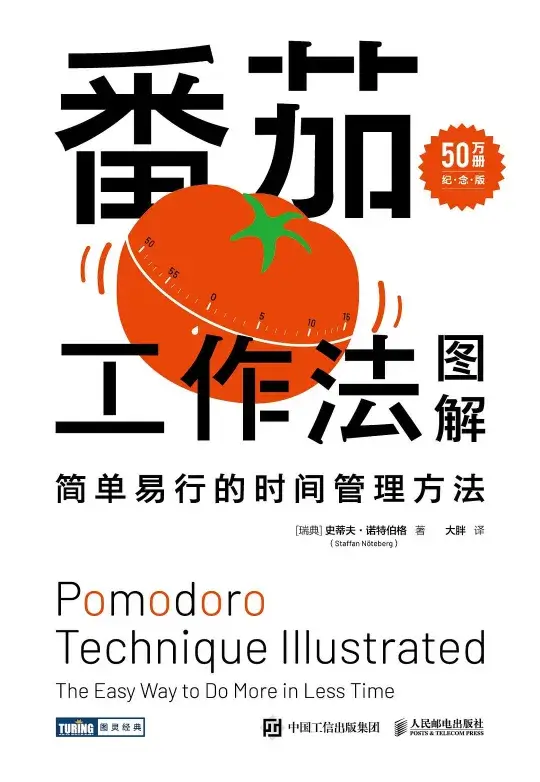 番茄
50万册
纪·念·版
50 55 0 5 10 15
工作法
图解
简单易行的时间管理方法
[瑞典] 史蒂夫·诺特伯格 著 大胖 译
(Staffan Nöteberg)
Pomodoro
Technique Illustrated
The Easy Way to Do More in Less Time
TURING 图灵经典
中国工信出版集团
人民邮电出版社
POSTS & TELECOM PRESS